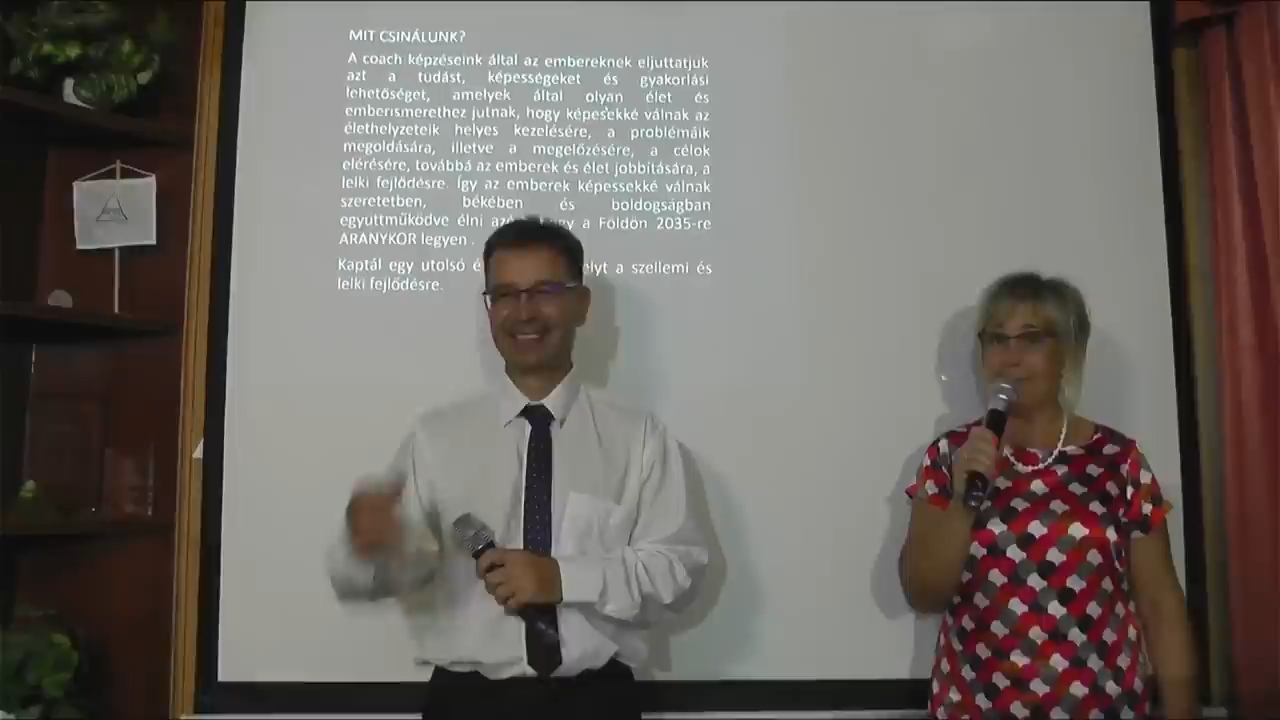 MIT CSINÁLUNK?
A coach képzéseink által az embereknek eljuttatjuk
azt a tudást, képességeket és gyakorlási
lehetőséget, amelyek által olyan élet és
emberismerethez jutnak, hogy képesekké válnak az
élethelyzeteik helyes kezelésére, a problémáik
megoldására, illetve a megelőzésére, a célok
elérésére, továbbá az emberek és élet jobbítására, a
lelki fejlődésre. Így az emberek képessekké válnak
szeretetben, békében és boldogságban
együttműködve élni a Földön 2035-re
ARANYKOR legyen .
Kaptál egy utolsó a szellemi és
lelki fejlődésre.